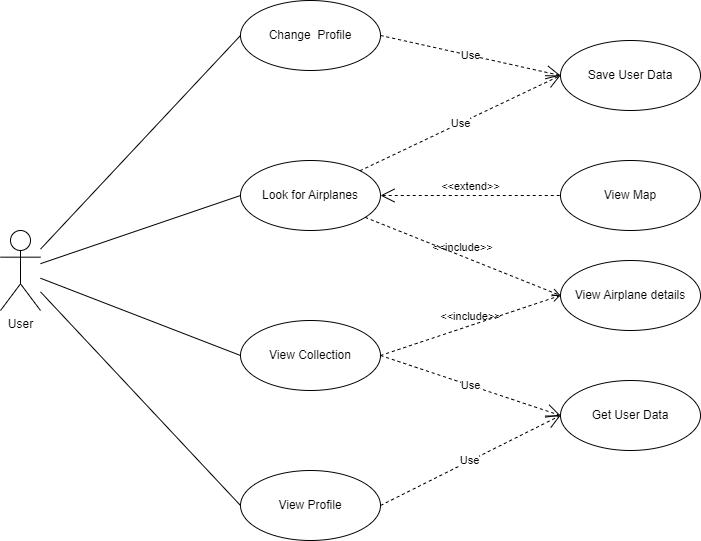 Change  Profile
Use
Save User Data
Use
Look for Airplanes
<<extend>>
View Map
<<include>>
View Airplane details
User
<<include>>
View Collection
Use
Get User Data
Use
View Profile